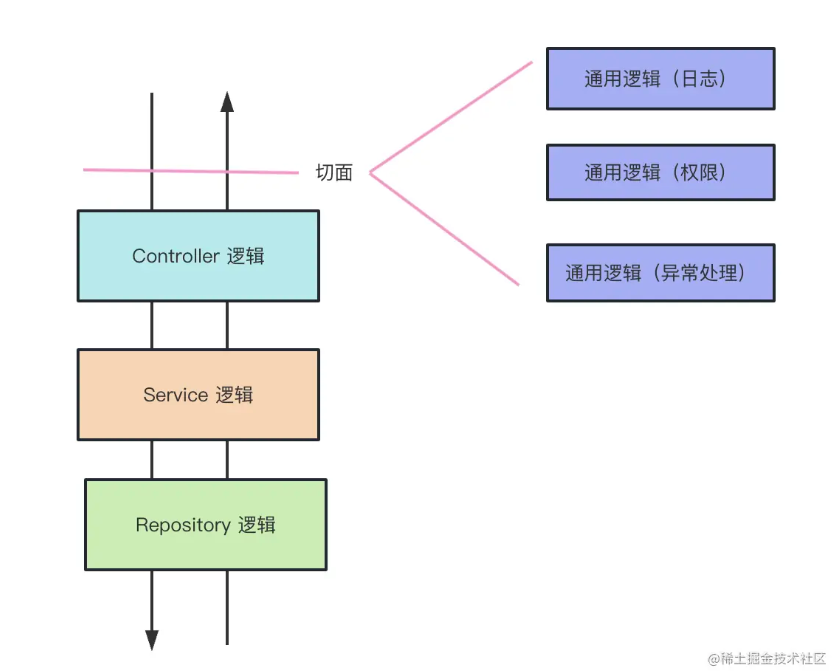 通用逻辑（日志）
切面
通用逻辑（权限）
Controller 逻辑
通用逻辑（异常处理）
Service 逻辑
Repository 逻辑
@稀土掘金技术社区